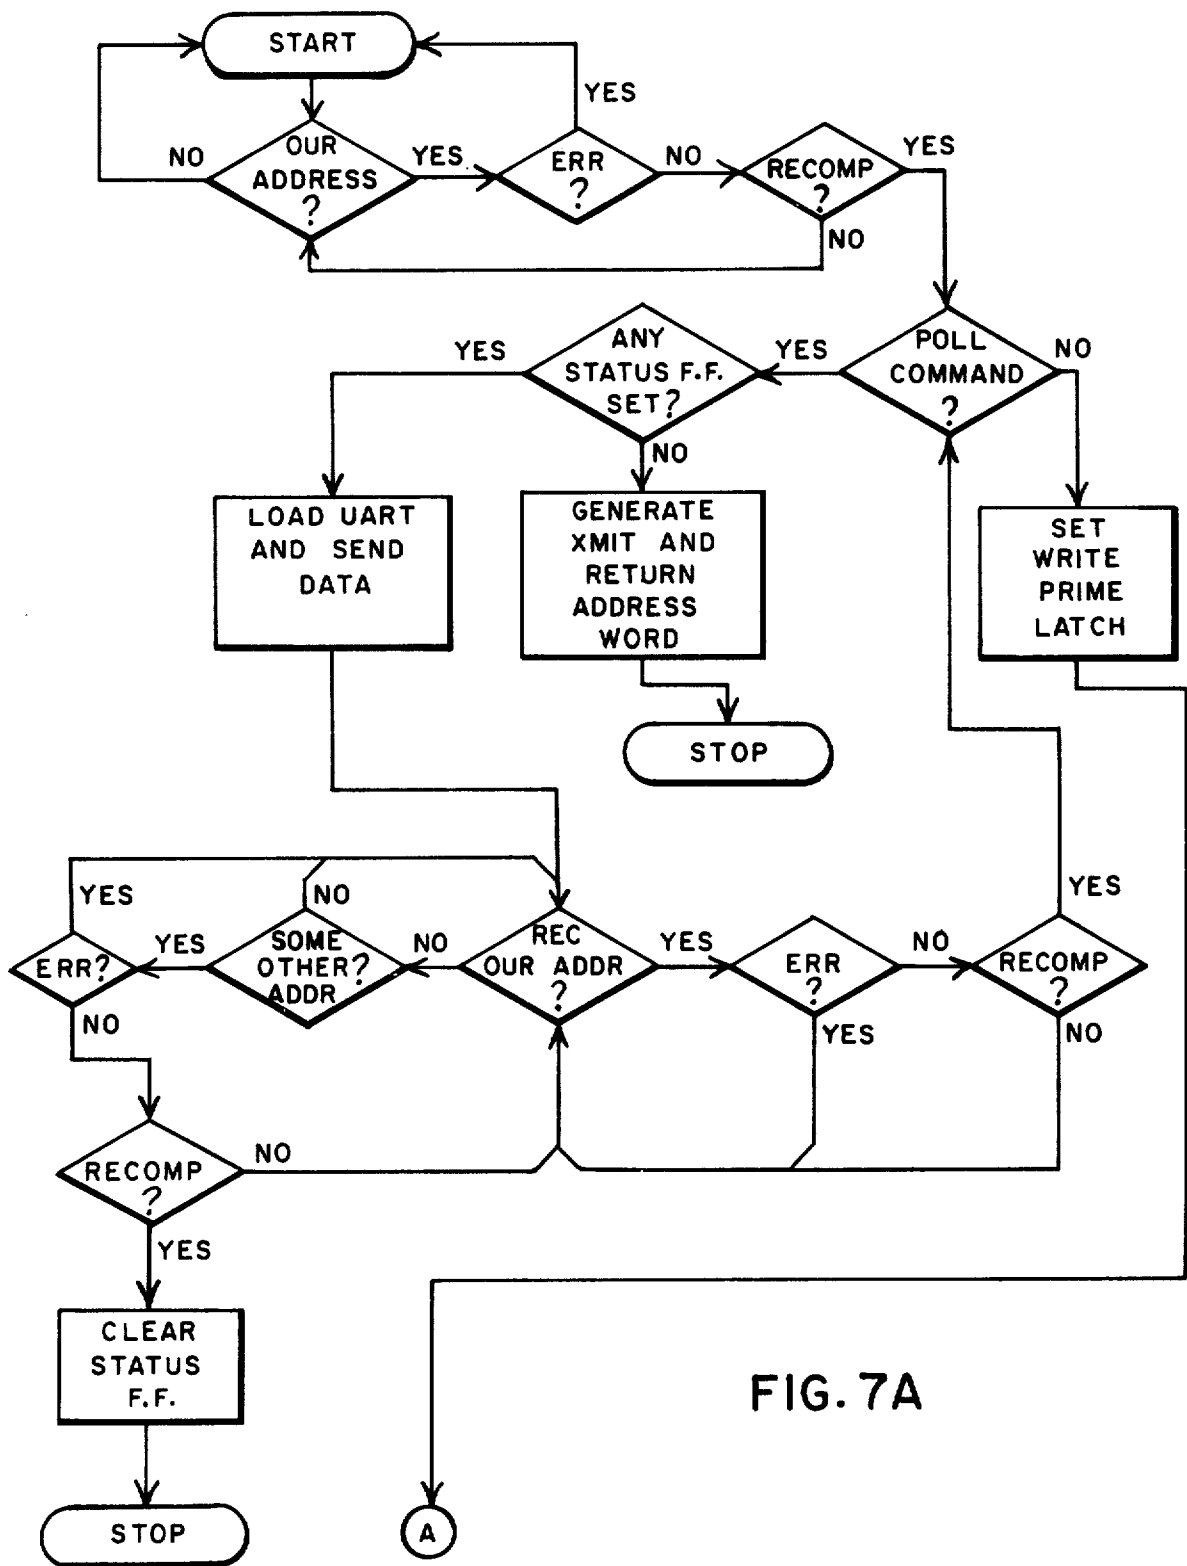 START
YES
NO
OUR
ADDRESS
?
YES
ERR
?
NO
RECOMP
?
YES
NO
YES
ANY
STATUS F.F.
SET?
YES
POLL
COMMAND
?
NO
NO
LOAD UART
AND SEND
DATA
GENERATE
XMIT AND
RETURN
ADDRESS
WORD
SET
WRITE
PRIME
LATCH
STOP
YES
NO
YES
ERR?
YES
SOME
OTHER?
ADDR
NO
REC
OUR ADDR
?
YES
ERR
?
NO
RECOMP
?
NO
YES
NO
RECOMP
?
NO
YES
CLEAR
STATUS
F.F.
FIG. 7A
STOP
A